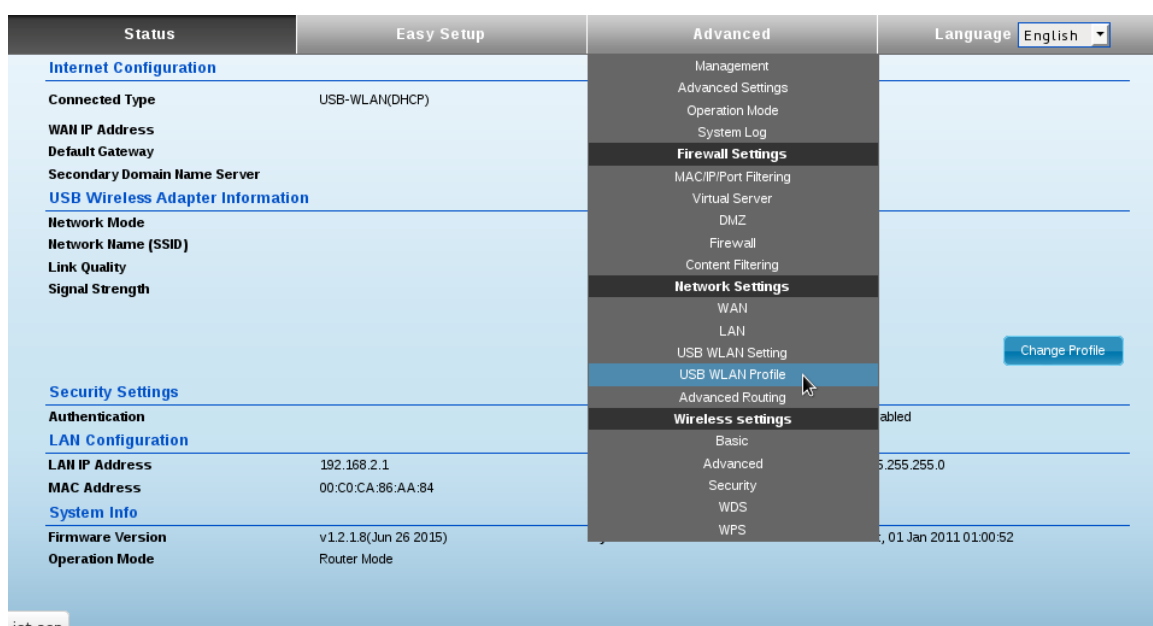 Status Easy Setup Advanced Language English
Internet Configuration
Connected Type USB-WLAN(DHCP)
WAN IP Address
Default Gateway
Secondary Domain Name Server
USB Wireless Adapter Information
Network Mode
Network Name (SSID)
Link Quality
Signal Strength
Change Profile
Security Settings
Authentication abled
LAN Configuration
LAN IP Address 192.168.2.1 5.255.255.0
MAC Address 00:C0:CA:86:AA:84
System Info
Firmware Version v1.2.1.8(Jun 26 2015) , 01 Jan 2011 01:00:52
Operation Mode Router Mode
Management
Advanced Settings
Operation Mode
System Log
Firewall Settings
MAC/IP/Port Filtering
Virtual Server
DMZ
Firewall
Content Filtering
Network Settings
WAN
LAN
USB WLAN Setting
USB WLAN Profile
Advanced Routing
Wireless settings
Basic
Advanced
Security
WDS
WPS